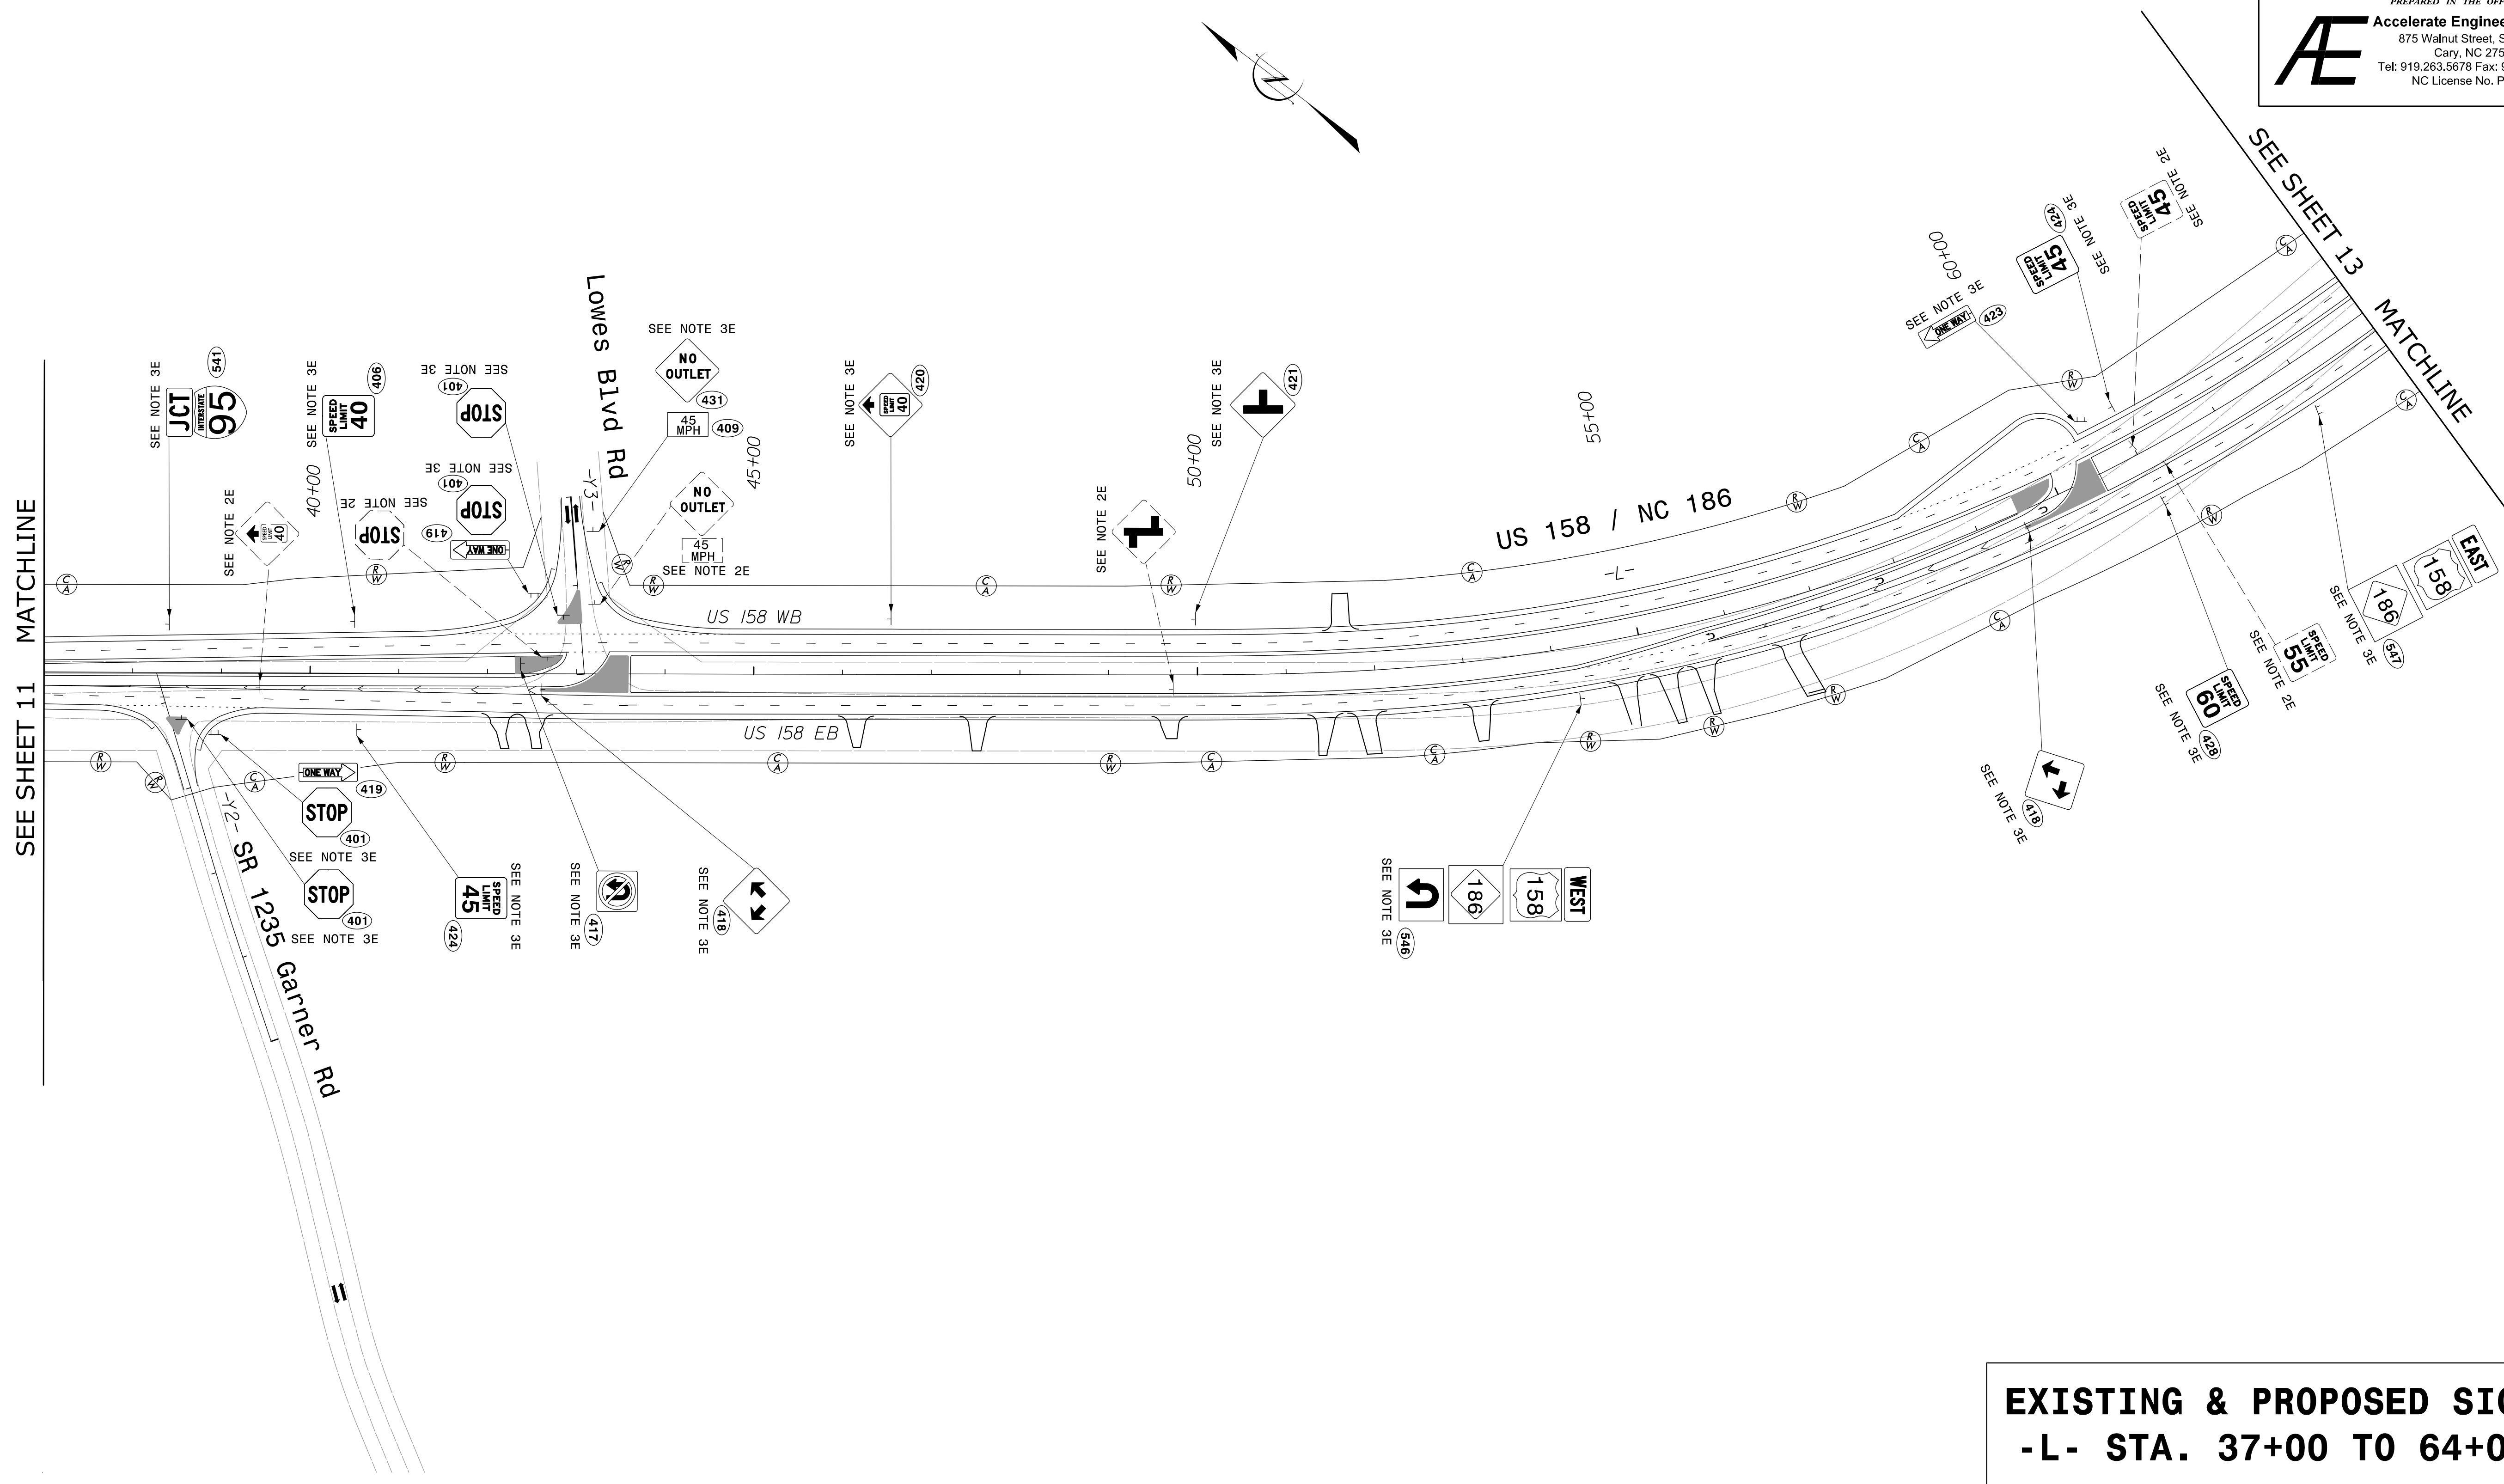 PREPARED IN THE OFF
Accelerate Enginee
875 Walnut Street, S
Cary, NC 275
Tel: 919.263.5678 Fax: 9
NC License No. P
SEE SHEET 13
MATCHLINE
SEE SHEET 11 MATCHLINE
SEE NOTE 3E
JCT
INTERSTATE
95
541
SEE NOTE 2E
SPEED
LIMIT
40
40+00
SEE NOTE 3E
SPEED
LIMIT
40
406
SEE NOTE 2E
STOP
SEE NOTE 3E
401
STOP
SEE NOTE 3E
401
STOP
419
ONE WAY
Lowes Blvd Rd
-Y3-
SEE NOTE 3E
NO
OUTLET
431
45
MPH
409
NO
OUTLET
45
MPH
SEE NOTE 2E
45+00
SEE NOTE 3E
SPEED
LIMIT
40
420
SEE NOTE 2E
50+00
SEE NOTE 3E
421
55+00
US 158 / NC 186
-L-
60+00
SEE NOTE 3E
ONE WAY
423
SPEED
LIMIT
45
424
SEE NOTE 3E
SPEED
LIMIT
45
SEE NOTE 2E
US 158 WB
US 158 EB
C
A
R
W
C
A
R
W
C
A
R
W
C
A
R
W
C
A
R
W
C
A
R
W
R
W
C
A
R
W
C
A
R
W
C
A
C
A
R
W
R
W
R
W
C
A
R
W
C
A
-Y2- SR 1235 Garner Rd
ONE WAY
419
STOP
401
SEE NOTE 3E
STOP
401
SEE NOTE 3E
SPEED
LIMIT
45
424
SEE NOTE 3E
SEE NOTE 3E
417
SEE NOTE 3E
418
SEE NOTE 3E
546
186
158
WEST
SEE NOTE 3E
418
SPEED
LIMIT
60
428
SEE NOTE 3E
SPEED
LIMIT
55
SEE NOTE 2E
EAST
158
186
547
SEE NOTE 3E
EXISTING & PROPOSED SIG
-L- STA. 37+00 TO 64+0